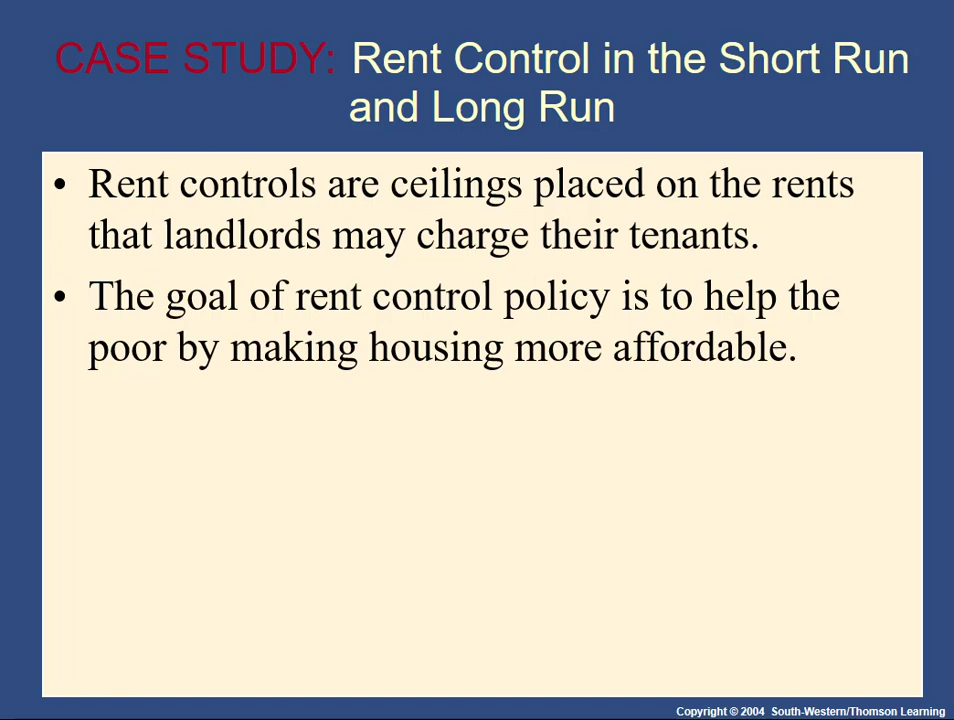 CASE STUDY: Rent Control in the Short Run
and Long Run
• Rent controls are ceilings placed on the rents
that landlords may charge their tenants.
• The goal of rent control policy is to help the
poor by making housing more affordable.
Copyright © 2004 South-Western/Thomson Learning